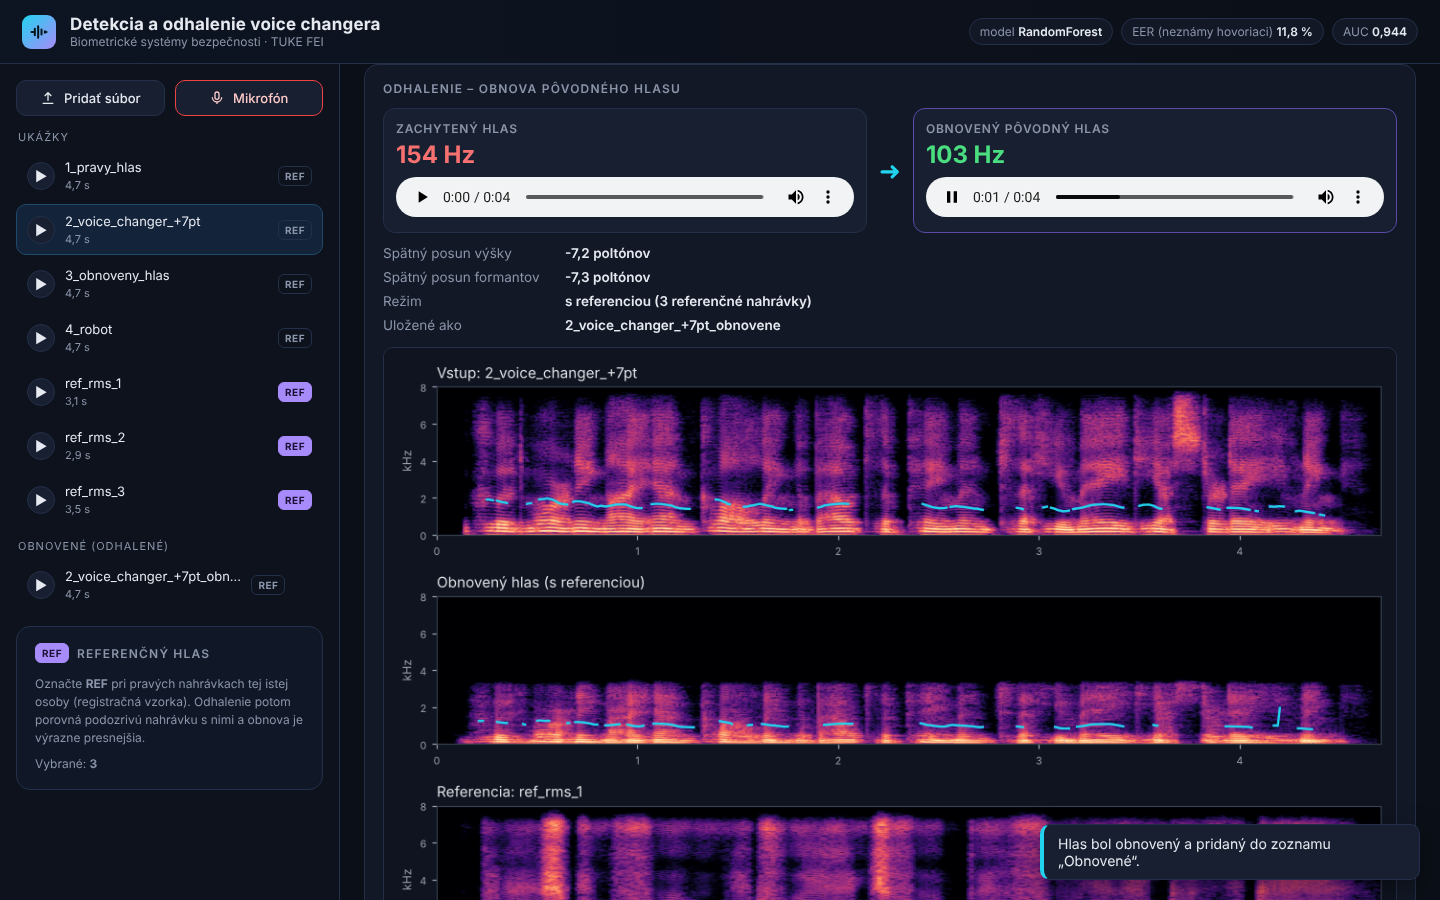 Detekcia a odhalenie voice changera
Biometrické systémy bezpečnosti · TUKE FEI
model RandomForest
EER (neznámy hovoriaci) 11,8 %
AUC 0,944
Pridať súbor
Mikrofón
UKÁŽKY
1_pravy_hlas
4,7 s
REF
2_voice_changer_+7pt
4,7 s
REF
3_obnoveny_hlas
4,7 s
REF
4_robot
4,7 s
REF
ref_rms_1
3,1 s
REF
ref_rms_2
2,9 s
REF
ref_rms_3
3,5 s
REF
OBNOVENÉ (ODHALENÉ)
2_voice_changer_+7pt_obn...
4,7 s
REF
REF REFERENČNÝ HLAS
Označte REF pri pravých nahrávkach tej istej
osoby (registračná vzorka). Odhalenie potom
porovná podozrivú nahrávku s nimi a obnova je
výrazne presnejšia.
Vybrané: 3
ODHALENIE – OBNOVA PÔVODNÉHO HLASU
ZACHYTENÝ HLAS
154 Hz
0:00 / 0:04
OBNOVENÝ PÔVODNÝ HLAS
103 Hz
0:01 / 0:04
Spätný posun výšky -7,2 poltónov
Spätný posun formantov -7,3 poltónov
Režim s referenciou (3 referenčné nahrávky)
Uložené ako 2_voice_changer_+7pt_obnovene
Vstup: 2_voice_changer_+7pt
8
6
4
2
0
kHz
0 1 2 3 4
Obnovený hlas (s referenciou)
8
6
4
2
0
kHz
0 1 2 3 4
Referencia: ref_rms_1
8
6
4
kHz
Hlas bol obnovený a pridaný do zoznamu
„Obnovené“.